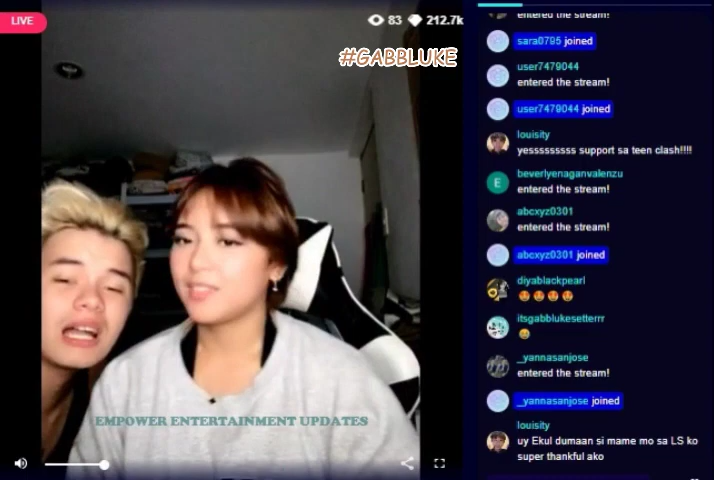 LIVE
83 212.7k
#GABBLUKE
EMPOWER ENTERTAINMENT UPDATES
entered the stream!
sara0795 joined
user7479044
entered the stream!
user7479044 joined
louisity
yesssssssss support sa teen clash!!!!
beverlyenaganvalenzu
E
entered the stream!
abcxyz0301
entered the stream!
abcxyz0301 joined
diyablackpearl
😍😍😍😍
itsgabblukesetterrr
😭
_yannasanjose
entered the stream!
_yannasanjose joined
louisity
uy Ekul dumaan si mame mo sa LS ko
super thankful ako